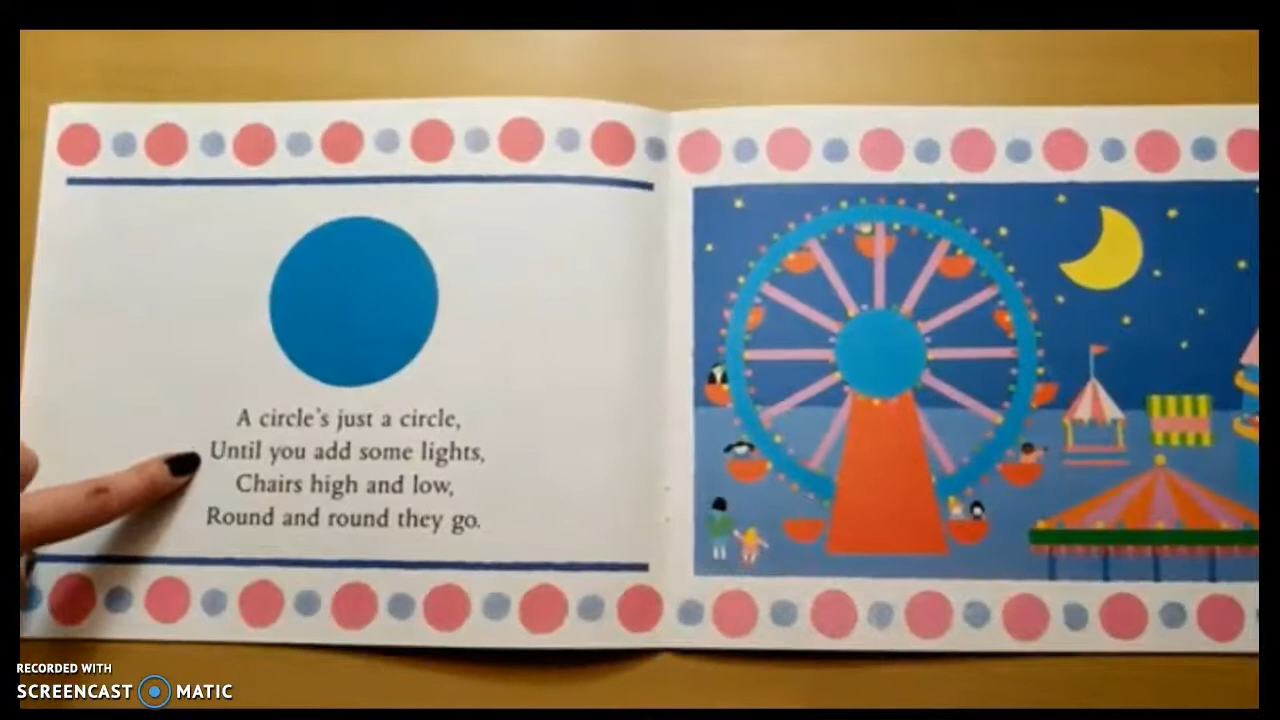 A circle's just a circle,
Until you add some lights,
Chairs high and low,
Round and round they go.
RECORDED WITH
SCREENCAST MATIC